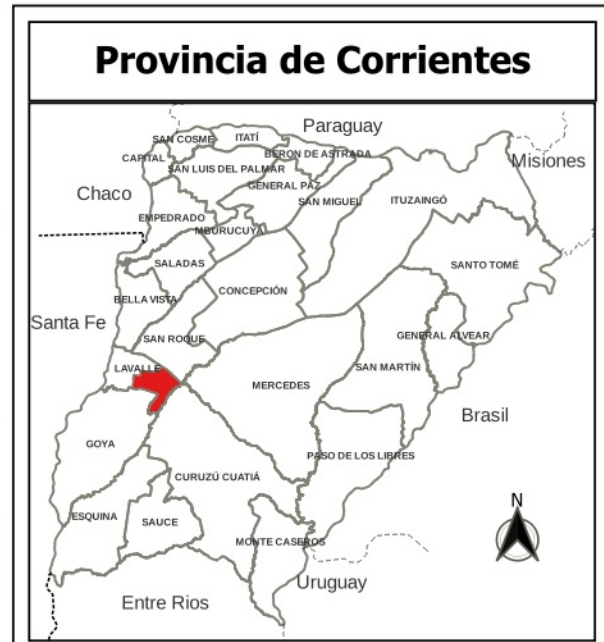 Provincia de Corrientes
Paraguay
SAN COSME
ITATÍ
CAPITAL
BERON DE ASTRADA
Misiones
SAN LUIS DEL PALMAR
Chaco
GENERAL PAZ
SAN MIGUEL
ITUZAINGÓ
EMPEDRADO
MBURUCUYA
SALADAS
SANTO TOMÉ
CONCEPCIÓN
BELLA VISTA
Santa Fe
SAN ROQUE
GENERAL ALVEAR
LAVALLE
SAN MARTÍN
MERCEDES
Brasil
GOYA
PASO DE LOS LIBRES
CURUZÚ CUATIÁ
N
ESQUINA
SAUCE
MONTE CASEROS
Uruguay
Entre Rios